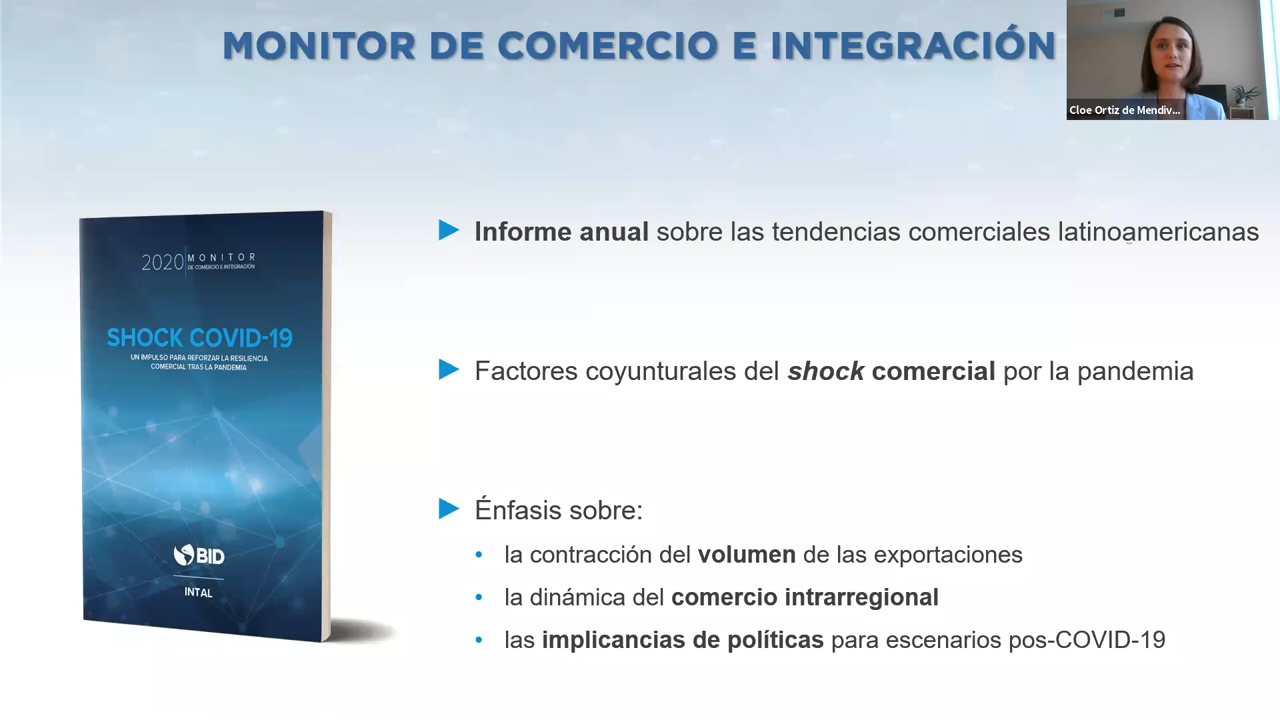 MONITOR DE COMERCIO E INTEGRACIÓN
Cloe Ortiz de Mendiv...
Informe anual sobre las tendencias comerciales latinoamericanas
2020 MONITOR
DE COMERCIO E INTEGRACIÓN
SHOCK COVID-19
UN IMPULSO PARA REFORZAR LA RESILIENCIA
COMERCIAL TRAS LA PANDEMIA
BID
INTAL
Factores coyunturales del shock comercial por la pandemia
Énfasis sobre:
la contracción del volumen de las exportaciones
la dinámica del comercio intrarregional
las implicancias de políticas para escenarios pos-COVID-19